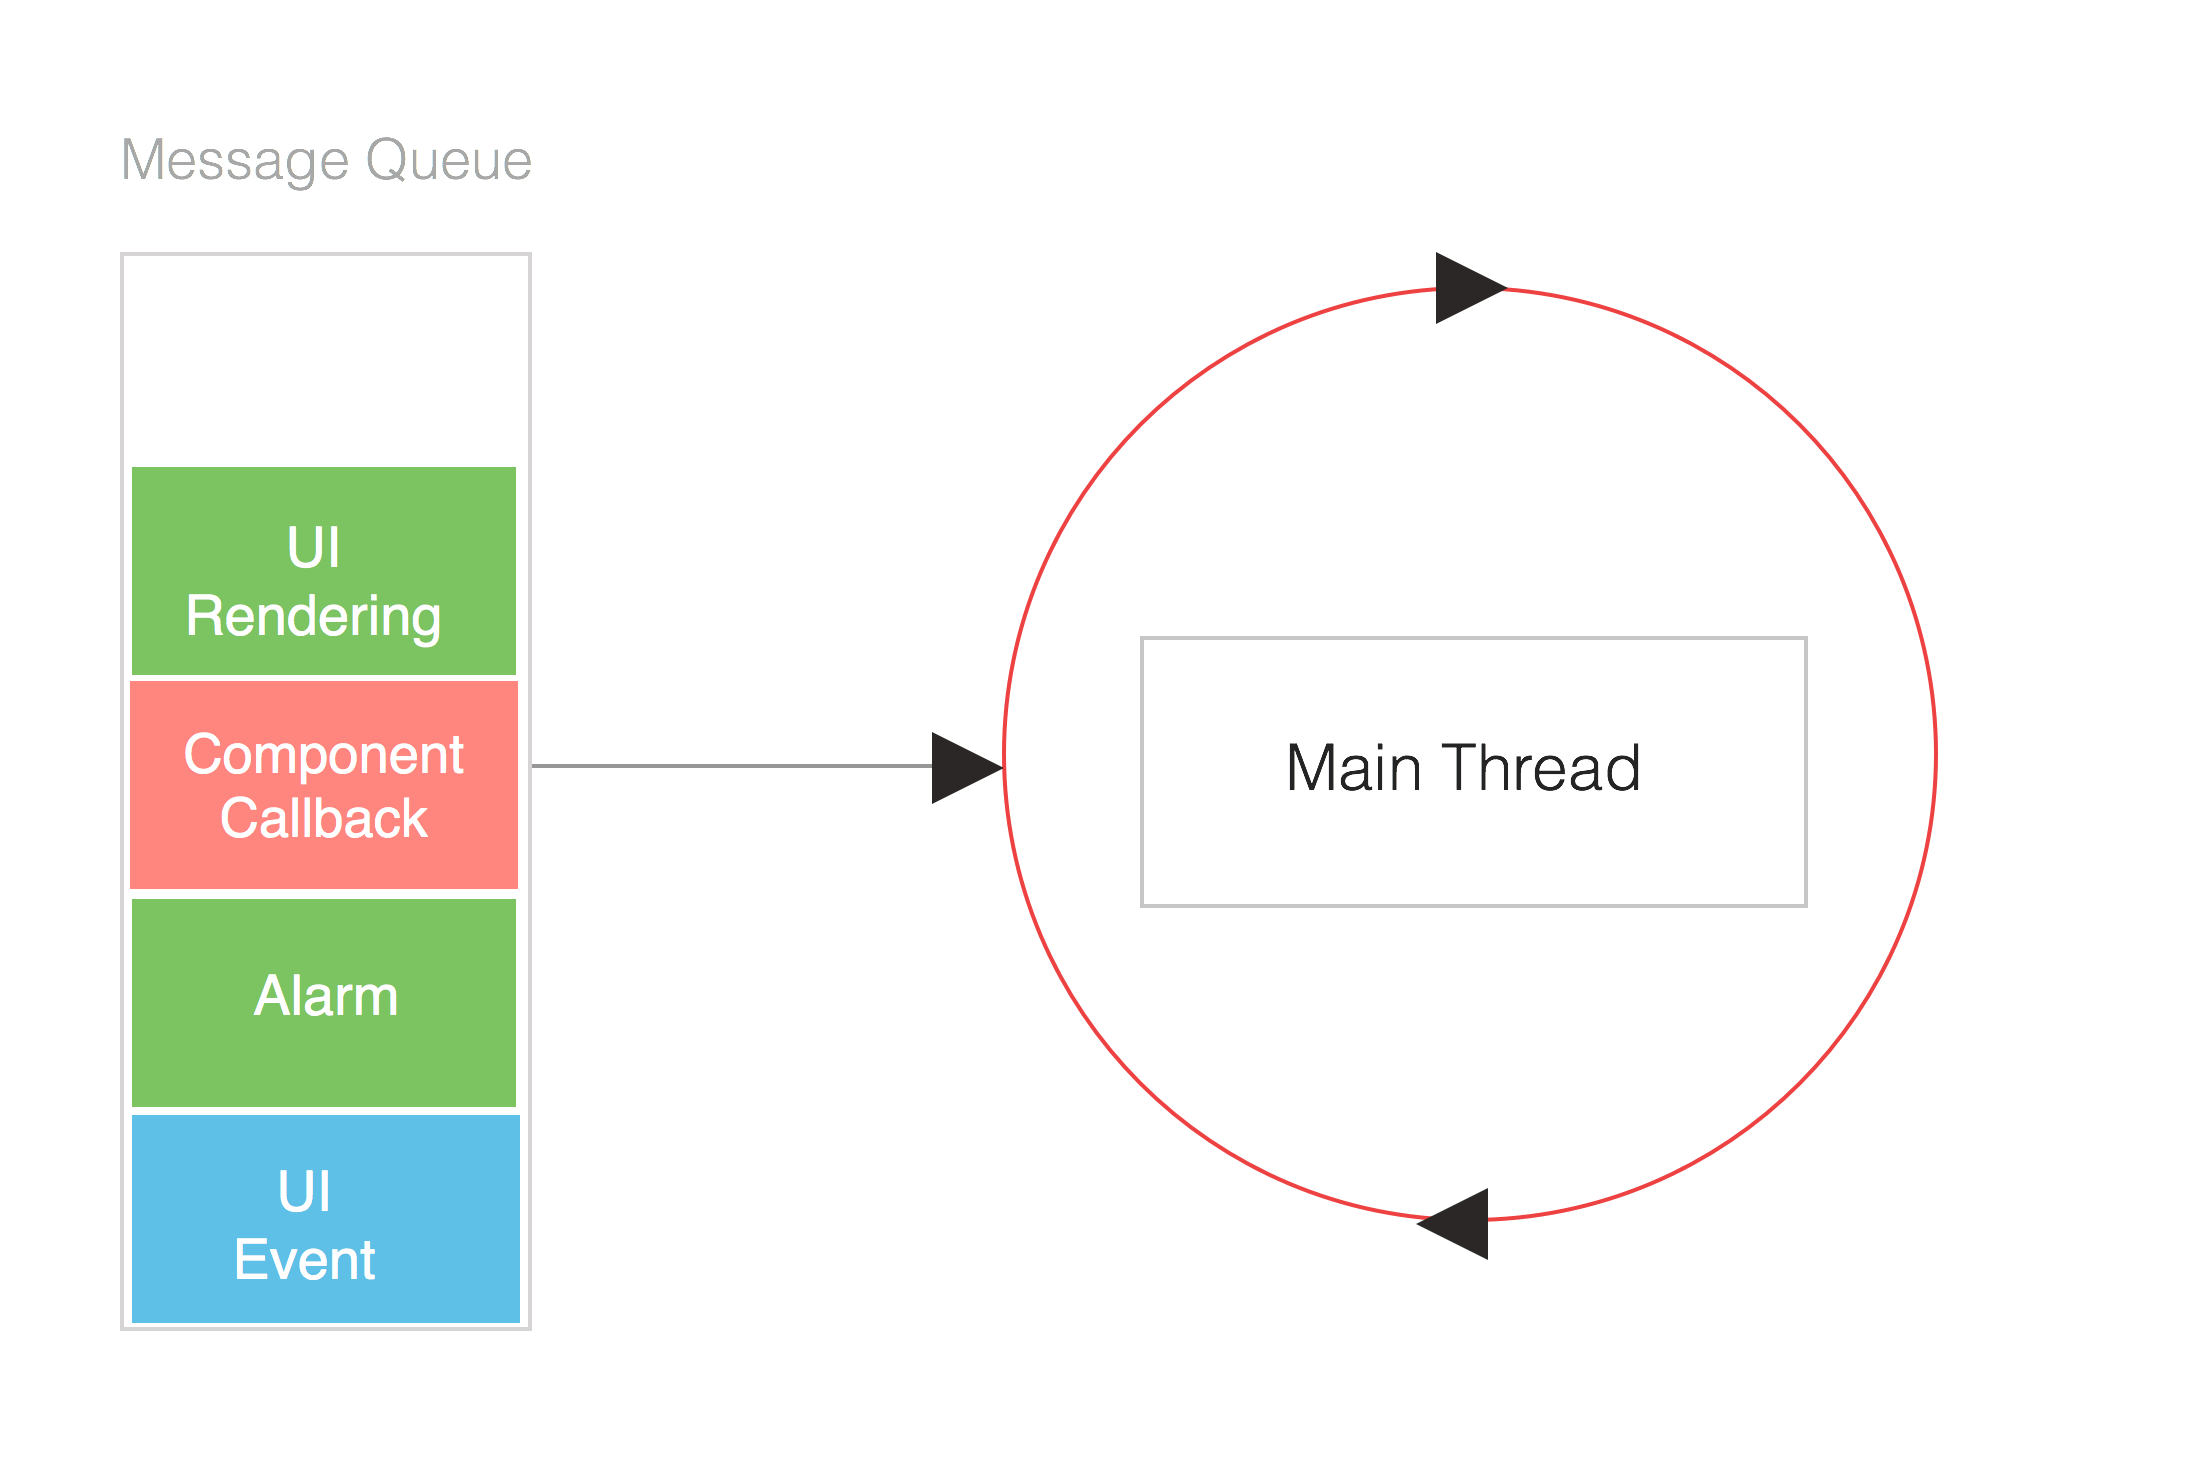 Message Queue
UI
Rendering
Component
Callback
Main Thread
Alarm
UI
Event